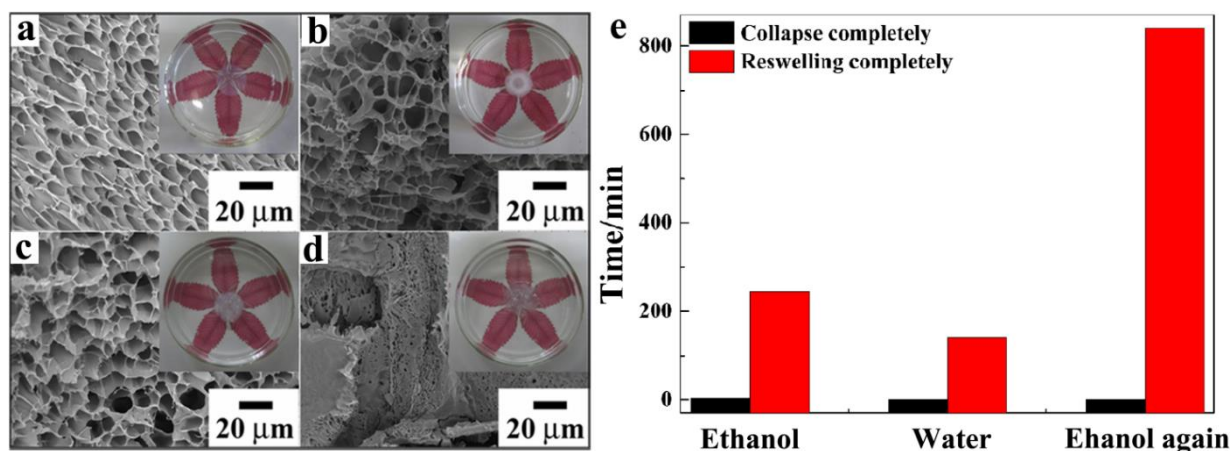 a
b
20 μm
20 μm
c
d
20 μm
20 μm
e
Collapse completely
Reswelling completely
Time/min
800
600
400
200
0
Ethanol
Water
Ehanol again